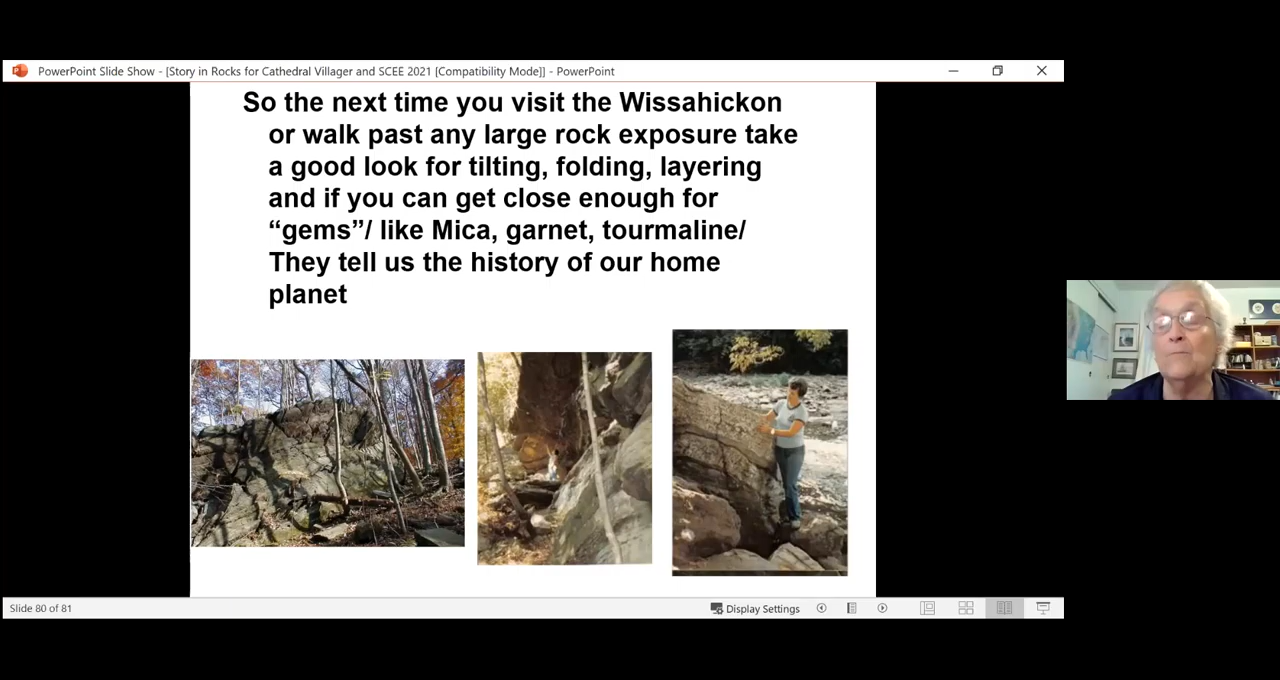 PowerPoint Slide Show - [Story in Rocks for Cathedral Villager and SCEE 2021 [Compatibility Mode]] - PowerPoint
So the next time you visit the Wissahickon
or walk past any large rock exposure take
a good look for tilting, folding, layering
and if you can get close enough for
“gems”/ like Mica, garnet, tourmaline/
They tell us the history of our home
planet
Slide 80 of 81
Display Settings